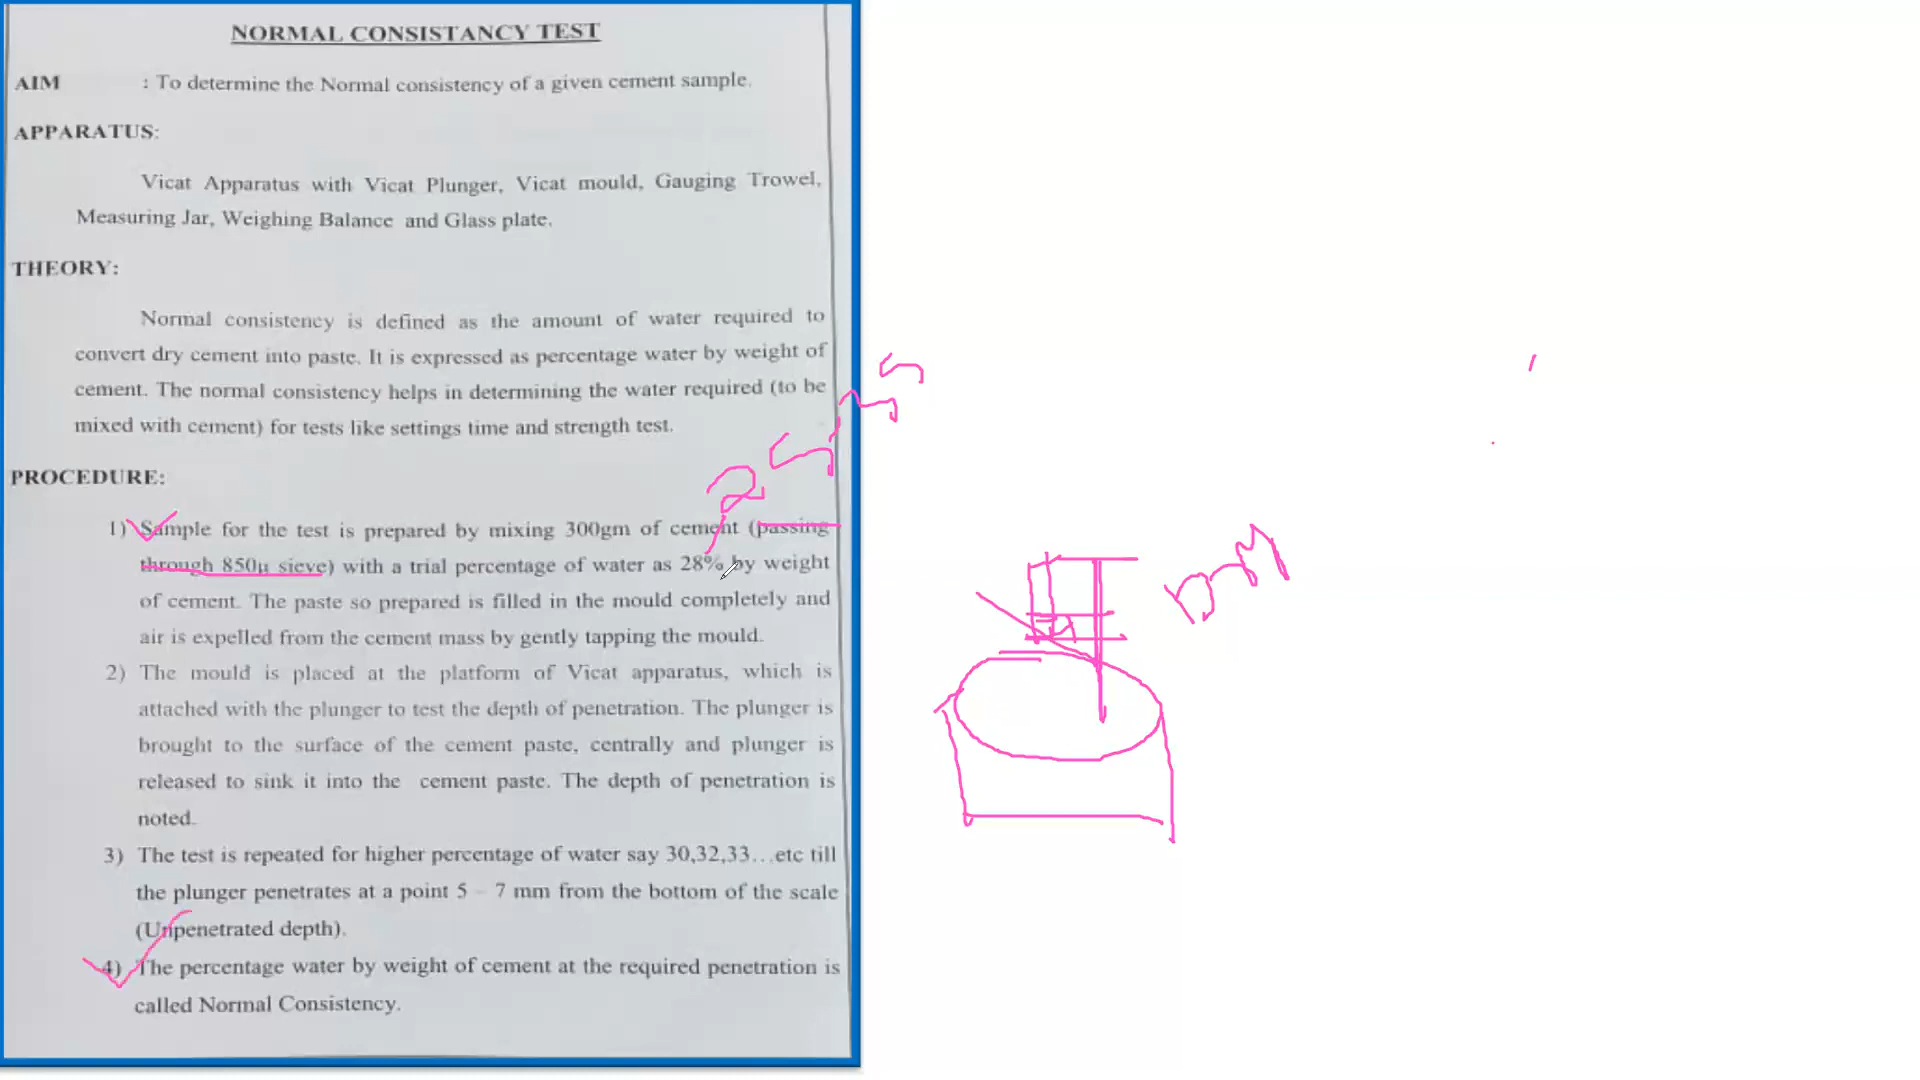 NORMAL CONSISTANCY TEST
AIM : To determine the Normal consistency of a given cement sample.
APPARATUS:
Vicat Apparatus with Vicat Plunger, Vicat mould, Gauging Trowel,
Measuring Jar, Weighing Balance and Glass plate.
THEORY:
Normal consistency is defined as the amount of water required to
convert dry cement into paste. It is expressed as percentage water by weight of
cement. The normal consistency helps in determining the water required (to be
mixed with cement) for tests like settings time and strength test.
PROCEDURE:
1) Sample for the test is prepared by mixing 300gm of cement (passing
through 850µ sieve) with a trial percentage of water as 28% by weight
of cement. The paste so prepared is filled in the mould completely and
air is expelled from the cement mass by gently tapping the mould.
2) The mould is placed at the platform of Vicat apparatus, which is
attached with the plunger to test the depth of penetration. The plunger is
brought to the surface of the cement paste, centrally and plunger is
released to sink it into the cement paste. The depth of penetration is
noted.
3) The test is repeated for higher percentage of water say 30,32,33...etc till
the plunger penetrates at a point 5 – 7 mm from the bottom of the scale
(Unpenetrated depth).
4) The percentage water by weight of cement at the required penetration is
called Normal Consistency.